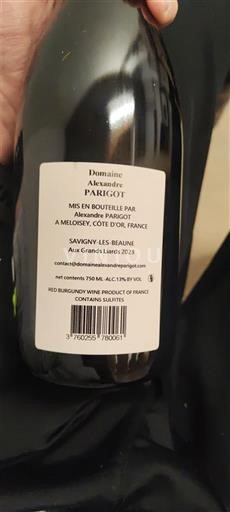 Domaine
Alexandre
PARIGOT
MIS EN BOUTEILLE PAR
Alexandre PARIGOT
A MELOISEY, CÔTE D'OR, FRANCE
SAVIGNY-LES-BEAUNE
Aux Grands Liards 2023
contact@domainealexandreparigot.com
net contents 750 ML -ALC.13% BY VOL
RED BURGUNDY WINE PRODUCT OF FRANCE
CONTAINS SULFITES
3 760255 780061